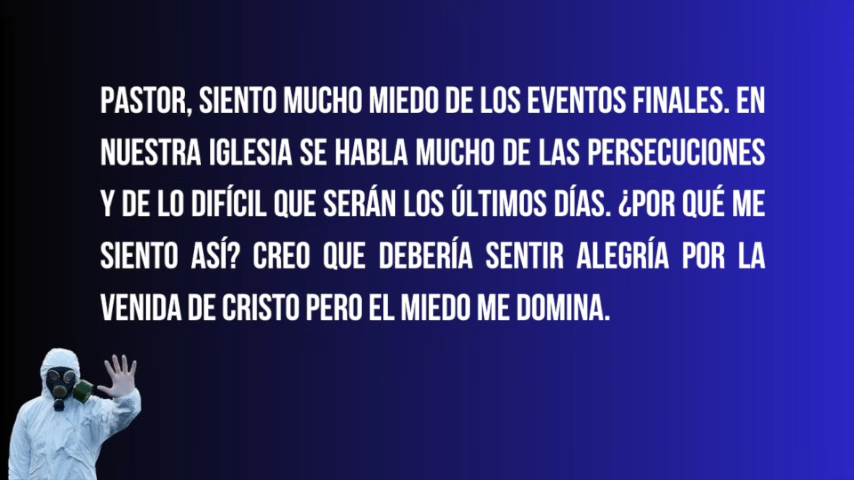 PASTOR, SIENTO MUCHO MIEDO DE LOS EVENTOS FINALES. EN
NUESTRA IGLESIA SE HABLA MUCHO DE LAS PERSECUCIONES
Y DE LO DIFÍCIL QUE SERÁN LOS ÚLTIMOS DÍAS. ¿POR QUÉ ME
SIENTO ASÍ? CREO QUE DEBERÍA SENTIR ALEGRÍA POR LA
VENIDA DE CRISTO PERO EL MIEDO ME DOMINA.